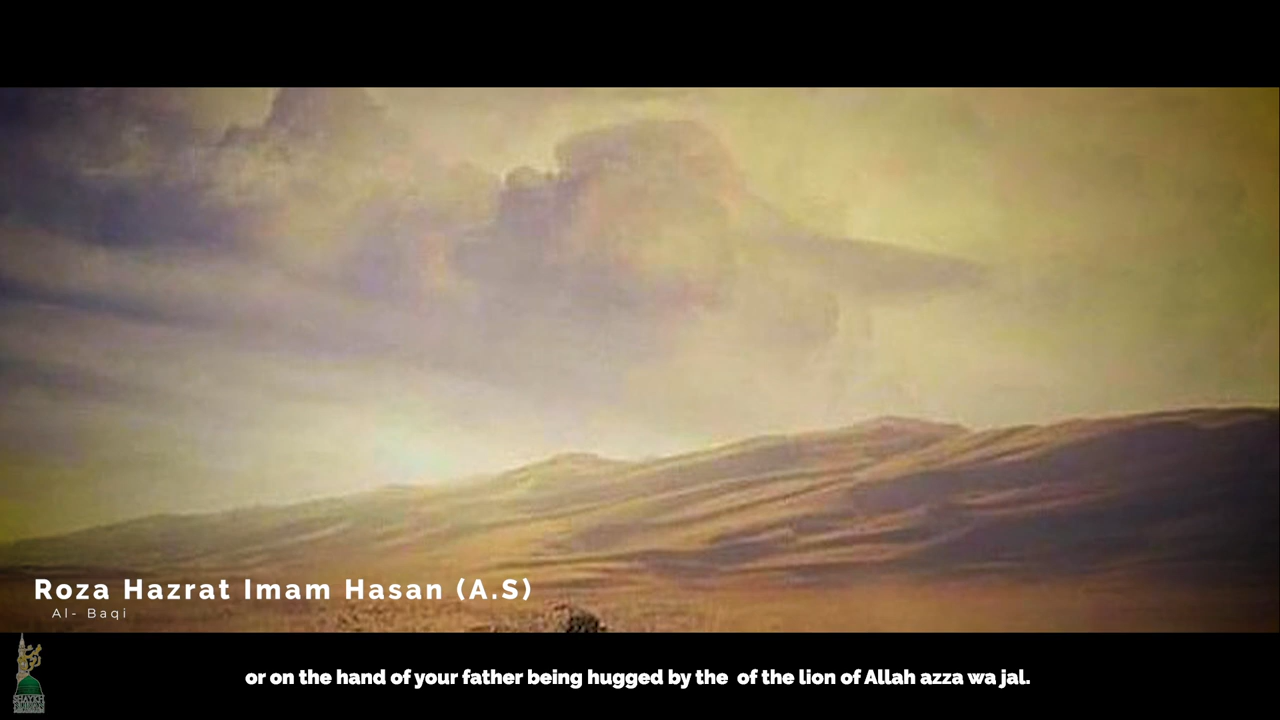 Roza Hazrat Imam Hasan (A.S)
Al- Baqi
or on the hand of your father being hugged by the  of the lion of Allah azza wa jal.
SHAYKH